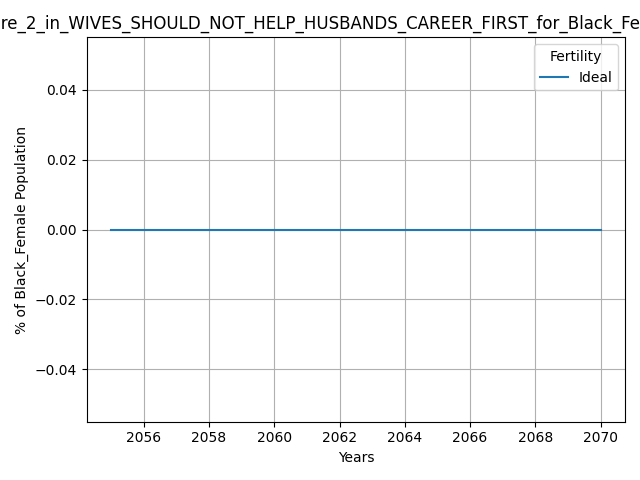 re_2_in_WIVES_SHOULD_NOT_HELP_HUSBANDS_CAREER_FIRST_for_Black_Fe
Fertility
Ideal
% of Black_Female Population
0.04
0.02
0.00
−0.02
−0.04
2056 2058 2060 2062 2064 2066 2068 2070
Years